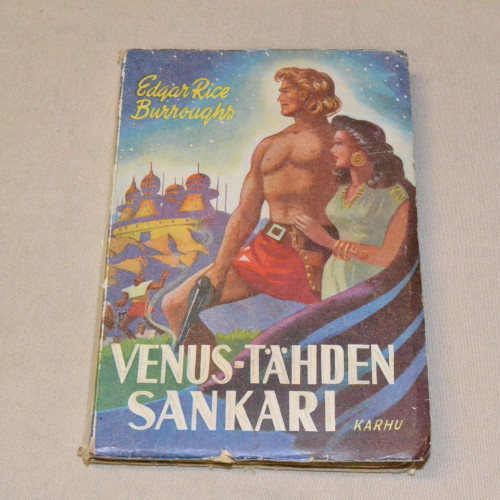 Edgar Rice
Burroughs
VENUS-TÄHDEN
SANKARI
KARHU